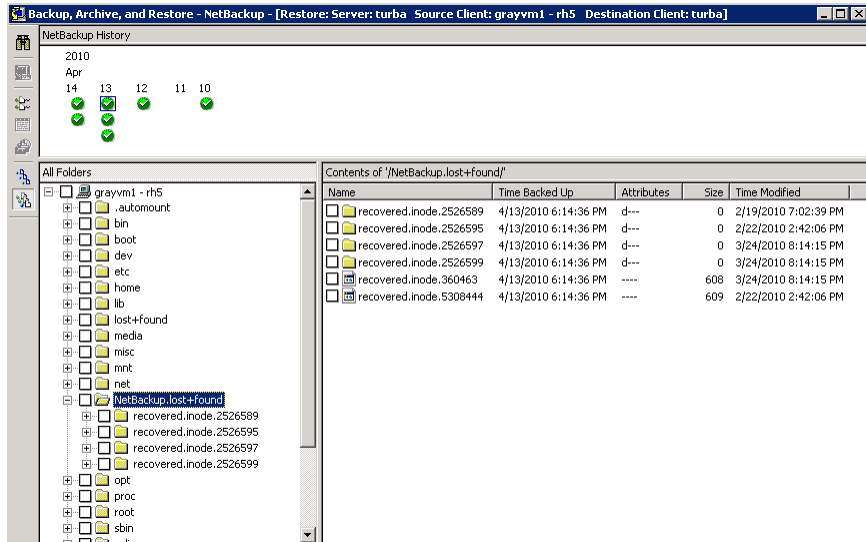 Backup, Archive, and Restore - NetBackup - [Restore: Server: turba Source Client: grayvm1 - rh5 Destination Client: turba]
NetBackup History
2010
Apr
14 13 12 11 10
All Folders
grayvm1 - rh5
.automount
bin
boot
dev
etc
home
lib
lost+found
media
misc
mnt
net
NetBackup.lost+found
recovered.inode.2526589
recovered.inode.2526595
recovered.inode.2526597
recovered.inode.2526599
opt
proc
root
sbin
Contents of '/NetBackup.lost+found/'
Name Time Backed Up Attributes Size Time Modified
recovered.inode.2526589 4/13/2010 6:14:36 PM d--- 0 2/19/2010 7:02:39 PM
recovered.inode.2526595 4/13/2010 6:14:36 PM d--- 0 2/22/2010 2:42:06 PM
recovered.inode.2526597 4/13/2010 6:14:36 PM d--- 0 3/24/2010 8:14:15 PM
recovered.inode.2526599 4/13/2010 6:14:36 PM d--- 0 3/24/2010 8:14:15 PM
recovered.inode.360463 4/13/2010 6:14:36 PM ---- 608 3/24/2010 8:14:15 PM
recovered.inode.5308444 4/13/2010 6:14:36 PM ---- 609 2/22/2010 2:42:06 PM